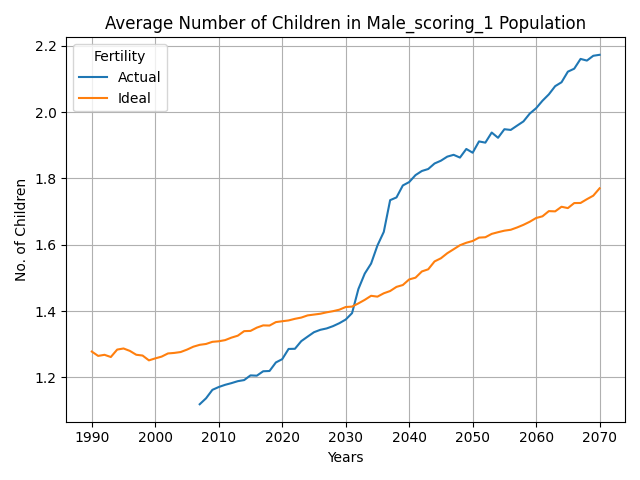 Average Number of Children in Male_scoring_1 Population
Fertility
Actual
Ideal
No. of Children
2.2
2.0
1.8
1.6
1.4
1.2
1990 2000 2010 2020 2030 2040 2050 2060 2070
Years